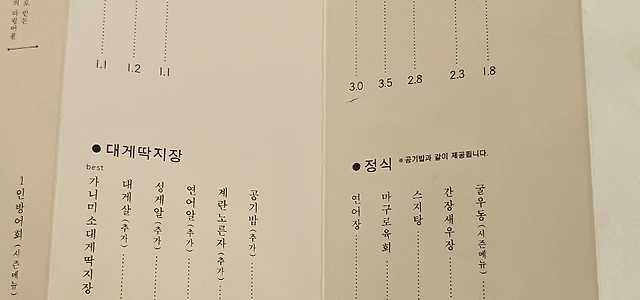 1.1
1.2
1.1
3.0
3.5
2.8
2.3
1.8
1 인 방어회 (시즌메뉴)
● 대게딱지장
best
가니미소대게딱지장
대게살 (추가)
성게알 (추가)
연어알 (추가)
계란노른자 (추가)
공기밥 (추가)
● 정식 *공기밥과 같이 제공됩니다.
연어장
마구로육회
스지탕
간장새우장
굴우동 (시즌메뉴)